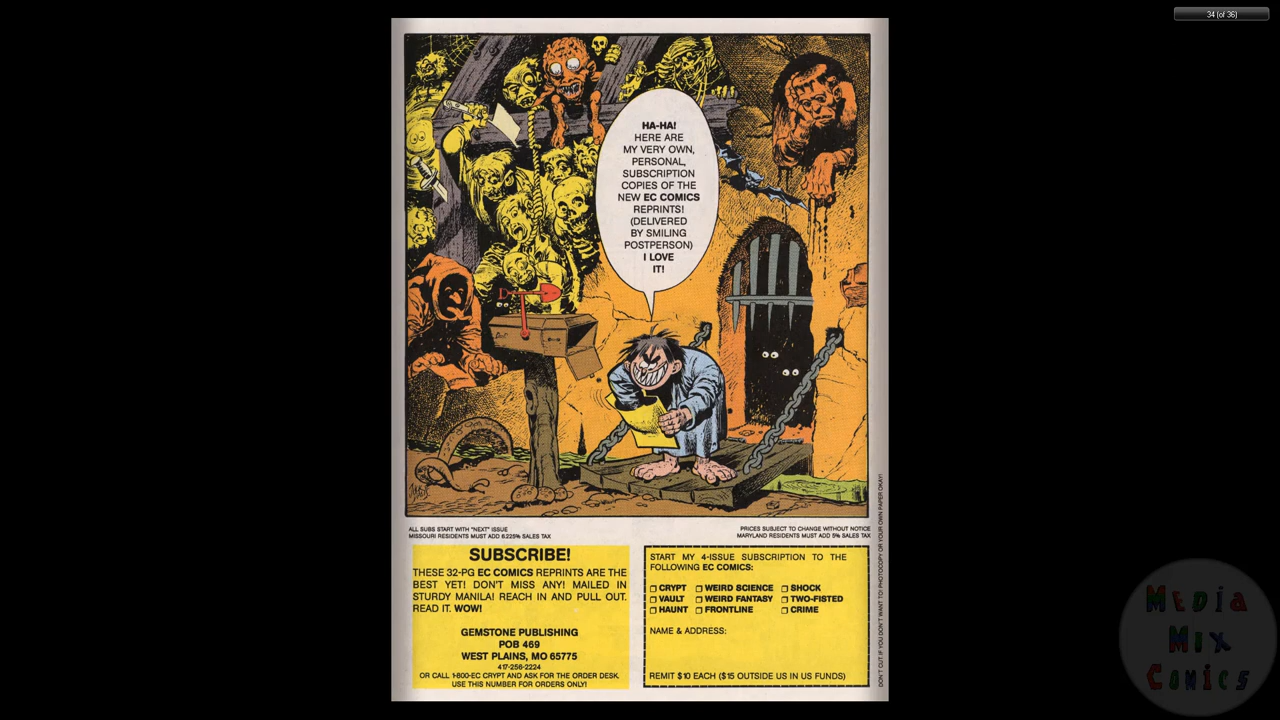 34 (of 36)
HA-HA!
HERE ARE
MY VERY OWN,
PERSONAL,
SUBSCRIPTION
COPIES OF THE
NEW EC COMICS
REPRINTS!
(DELIVERED
BY SMILING
POSTPERSON)
I LOVE
IT!
ALL SUBS START WITH "NEXT" ISSUE
MISSOURI RESIDENTS MUST ADD 6.225% SALES TAX
PRICES SUBJECT TO CHANGE WITHOUT NOTICE
MARYLAND RESIDENTS MUST ADD 5% SALES TAX
SUBSCRIBE!
THESE 32-PG EC COMICS REPRINTS ARE THE
BEST YET! DON'T MISS ANY! MAILED IN
STURDY MANILA! REACH IN AND PULL OUT.
READ IT. WOW!
GEMSTONE PUBLISHING
POB 469
WEST PLAINS, MO 65775
417-256-2224
OR CALL 1-800-EC CRYPT AND ASK FOR THE ORDER DESK.
USE THIS NUMBER FOR ORDERS ONLY!
START MY 4-ISSUE SUBSCRIPTION TO THE
FOLLOWING EC COMICS:
CRYPT WEIRD SCIENCE SHOCK
VAULT WEIRD FANTASY TWO-FISTED
HAUNT FRONTLINE CRIME
NAME & ADDRESS:
REMIT $10 EACH ($15 OUTSIDE US IN US FUNDS)
DON'T CUT IF YOU DON'T WANT TO! PHOTOCOPY OR YOUR OWN PAPER OKAY!
Media
Mix
Comics